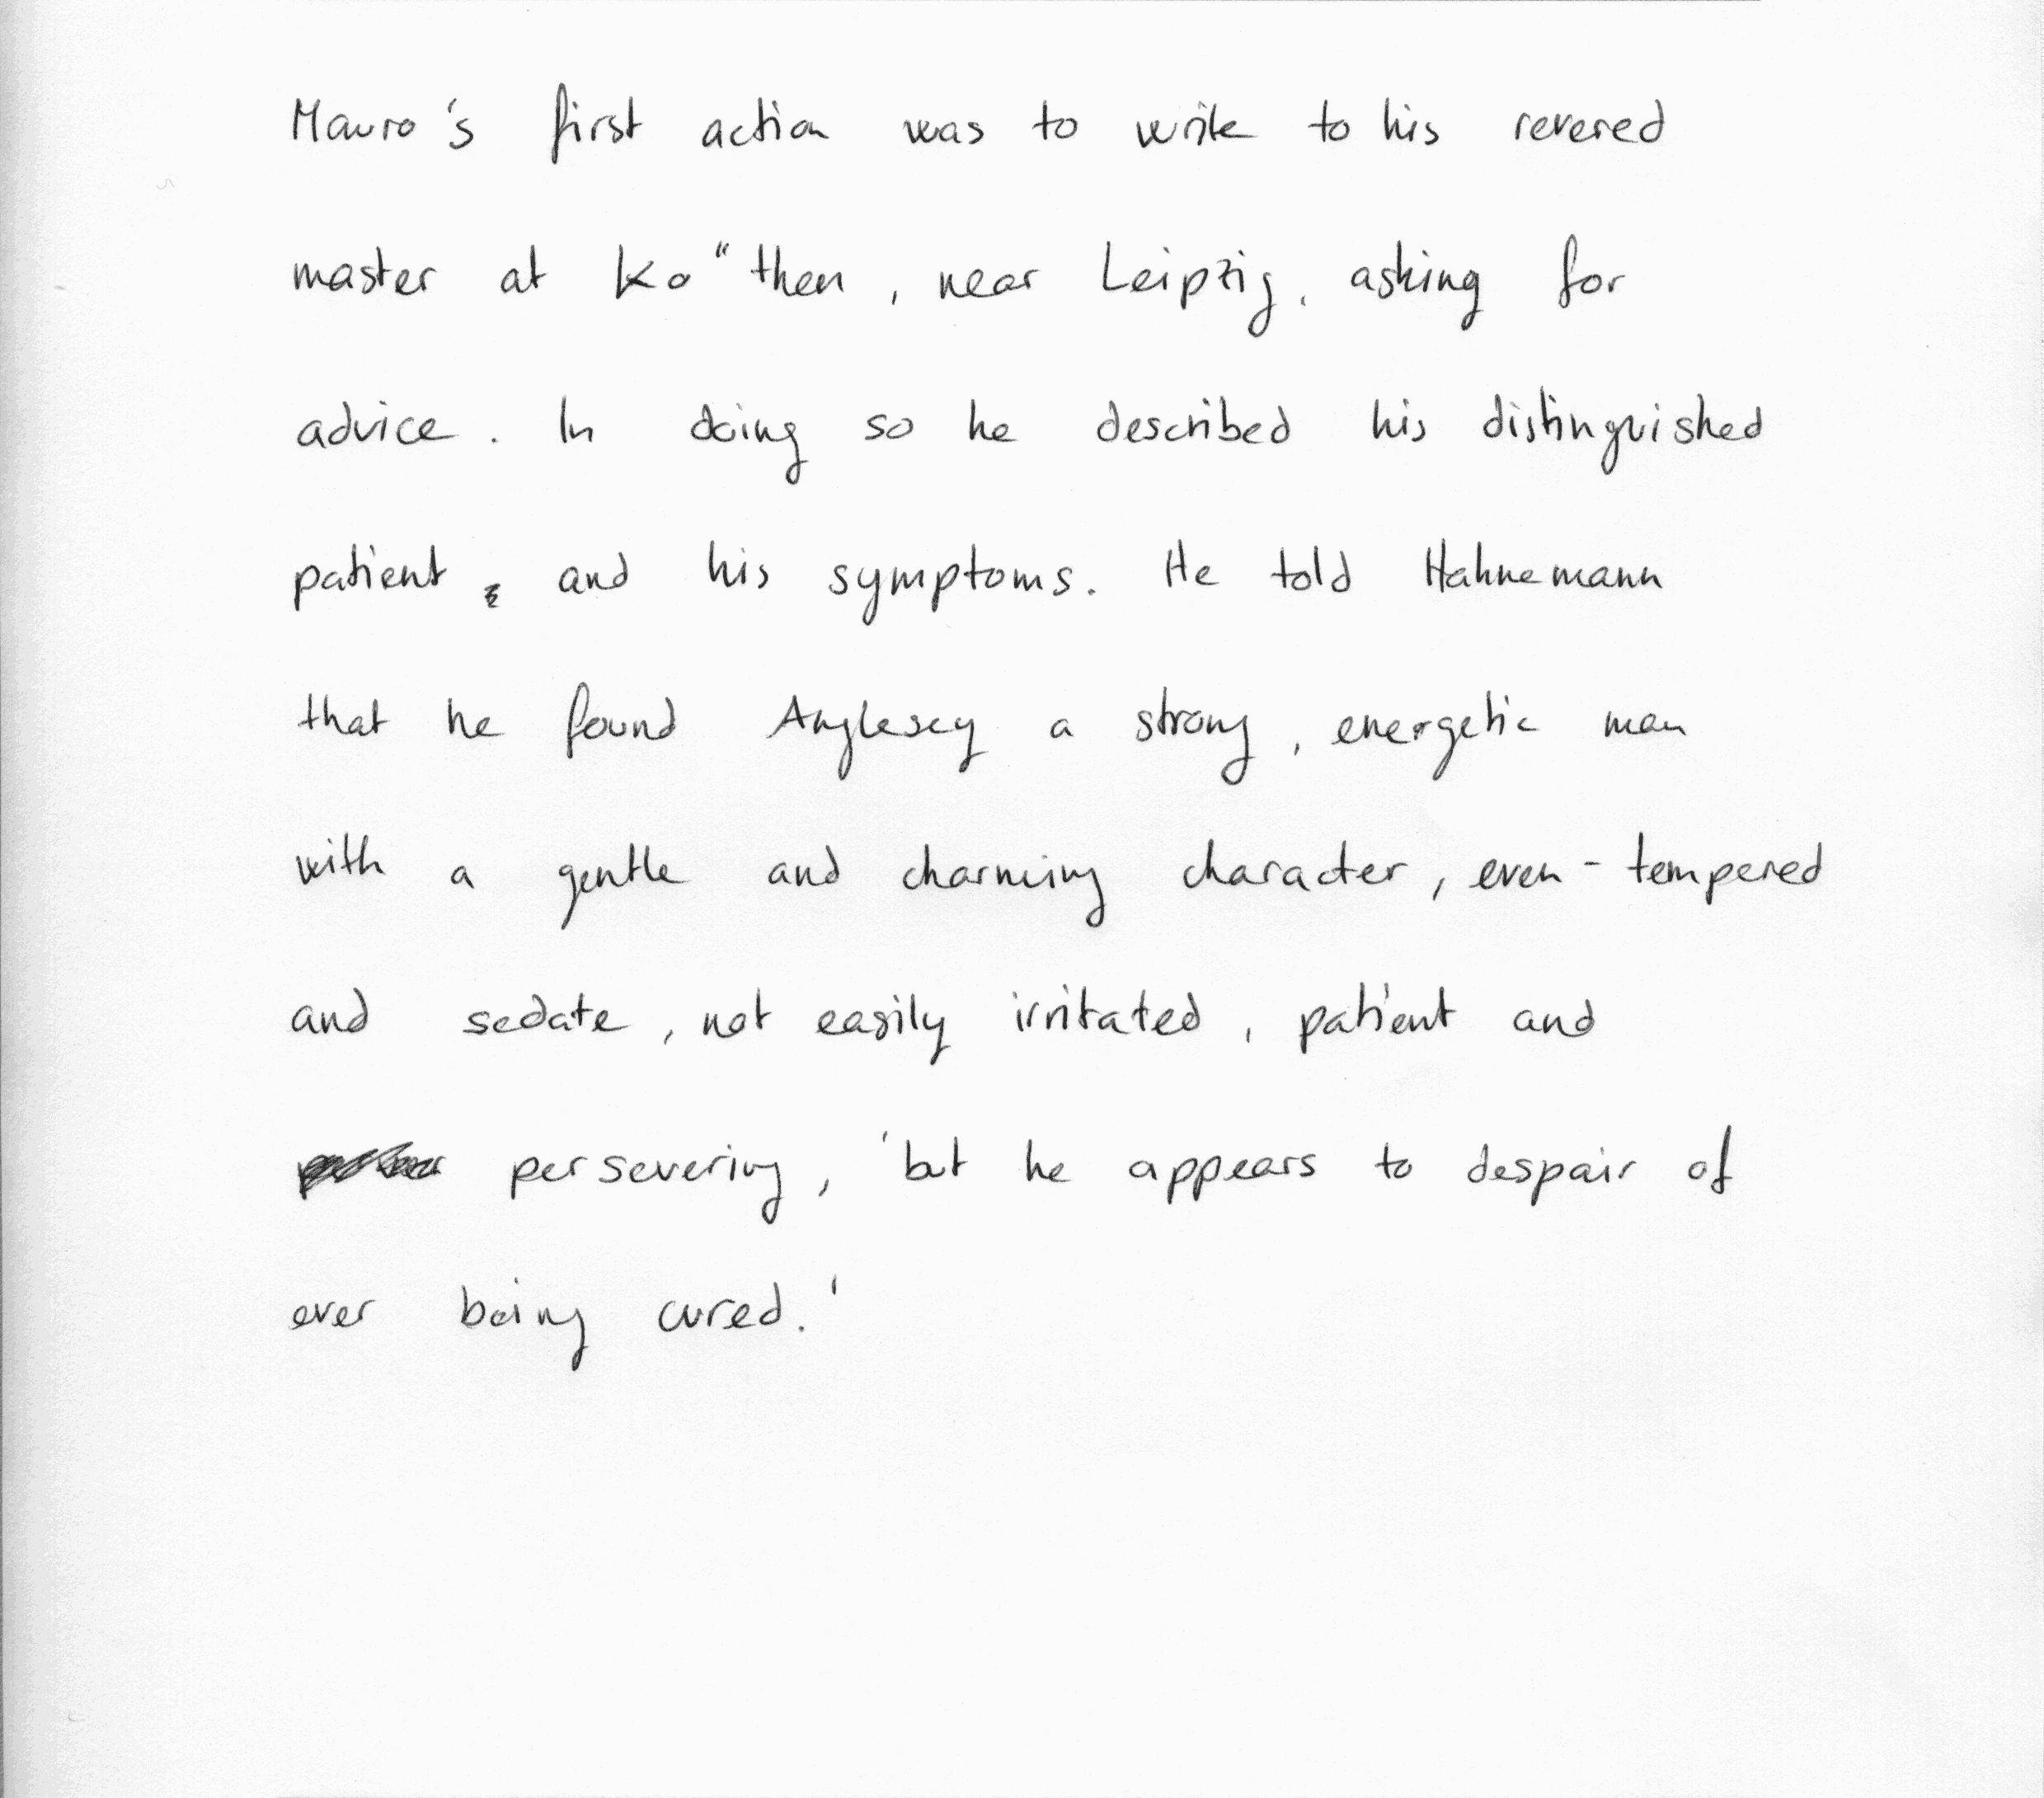 Mauro's first action was to write to his revered
master at Ko"then, near Leipzig, asking for
advice. In doing so he described his distinguished
patient and his symptoms. He told Hahnemann
that he found Anglesey a strong, energetic man
with a gentle and charming character, even-tempered
and sedate, not easily irritated, patient and
persevering, 'but he appears to despair of
ever being cured.'